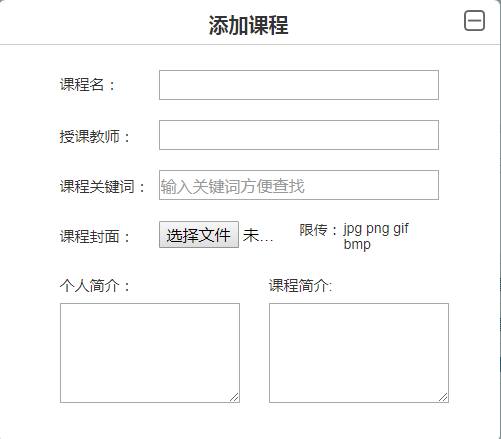 添加课程
课程名：
授课教师：
课程关键词： 输入关键词方便查找
课程封面： 选择文件 未... 限传：jpg png gif
bmp
个人简介： 课程简介: